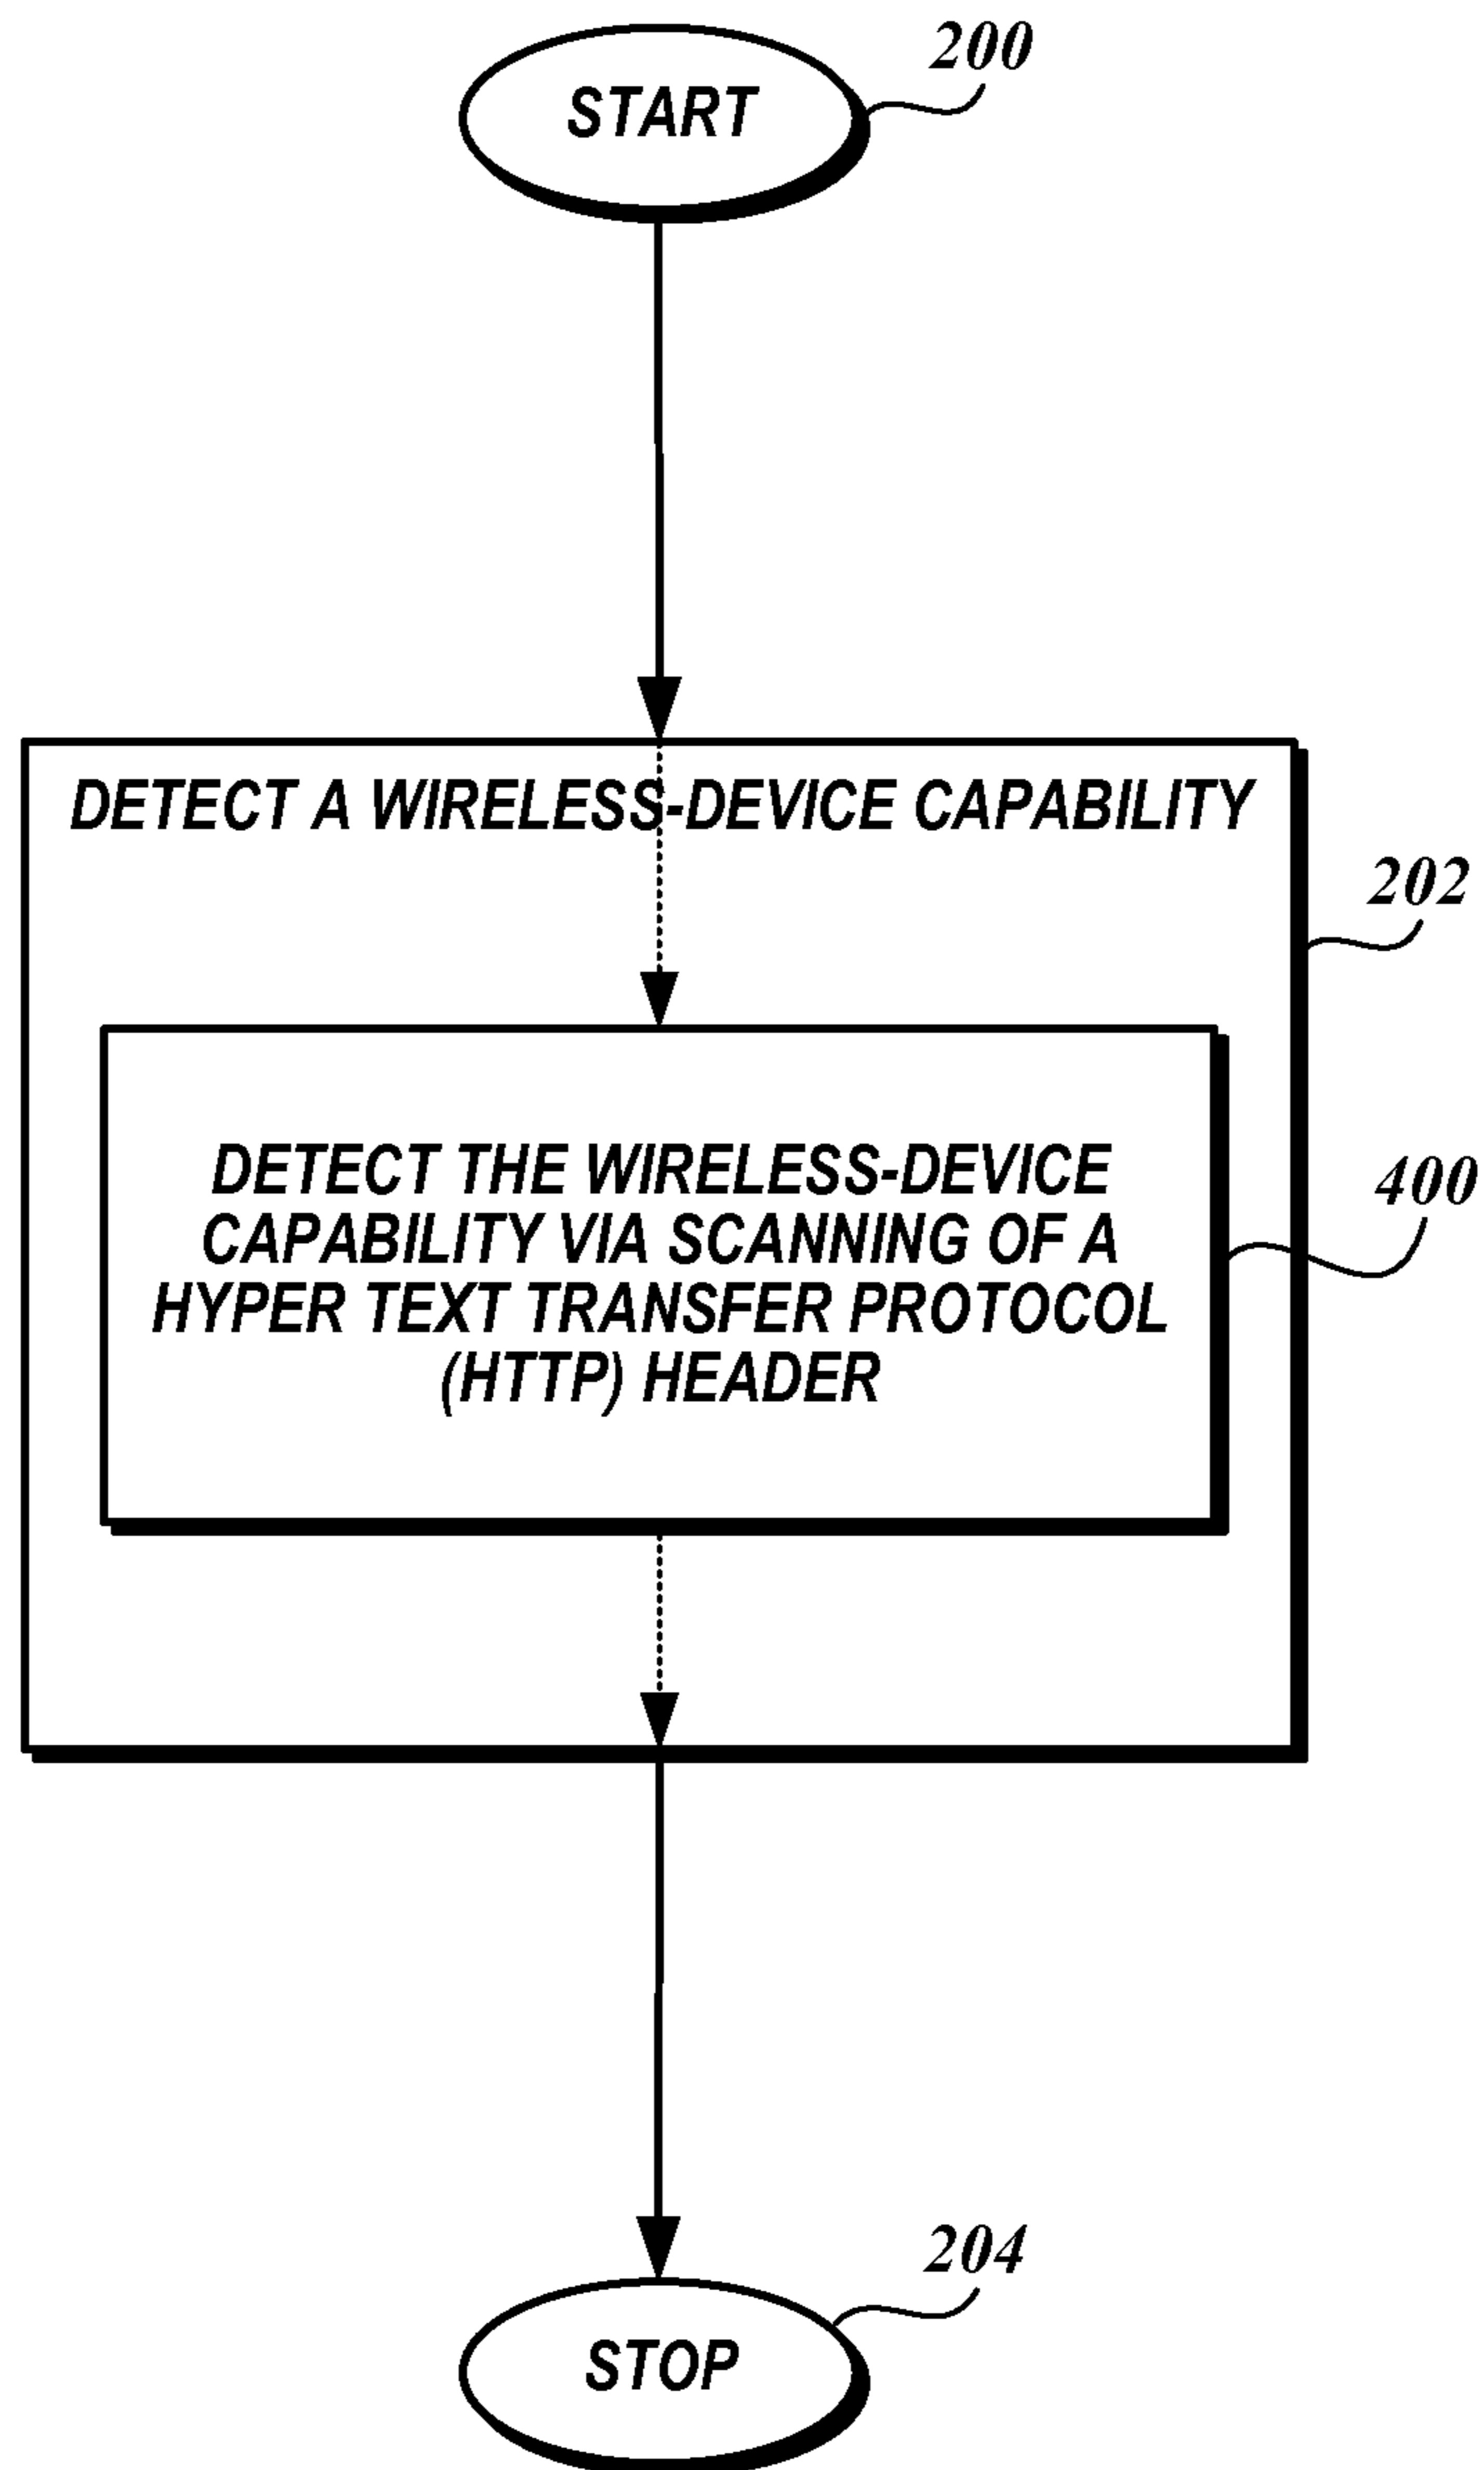 200
START
DETECT A WIRELESS-DEVICE CAPABILITY
202
DETECT THE WIRELESS-DEVICE
CAPABILITY VIA SCANNING OF A
HYPER TEXT TRANSFER PROTOCOL
(HTTP) HEADER
400
204
STOP